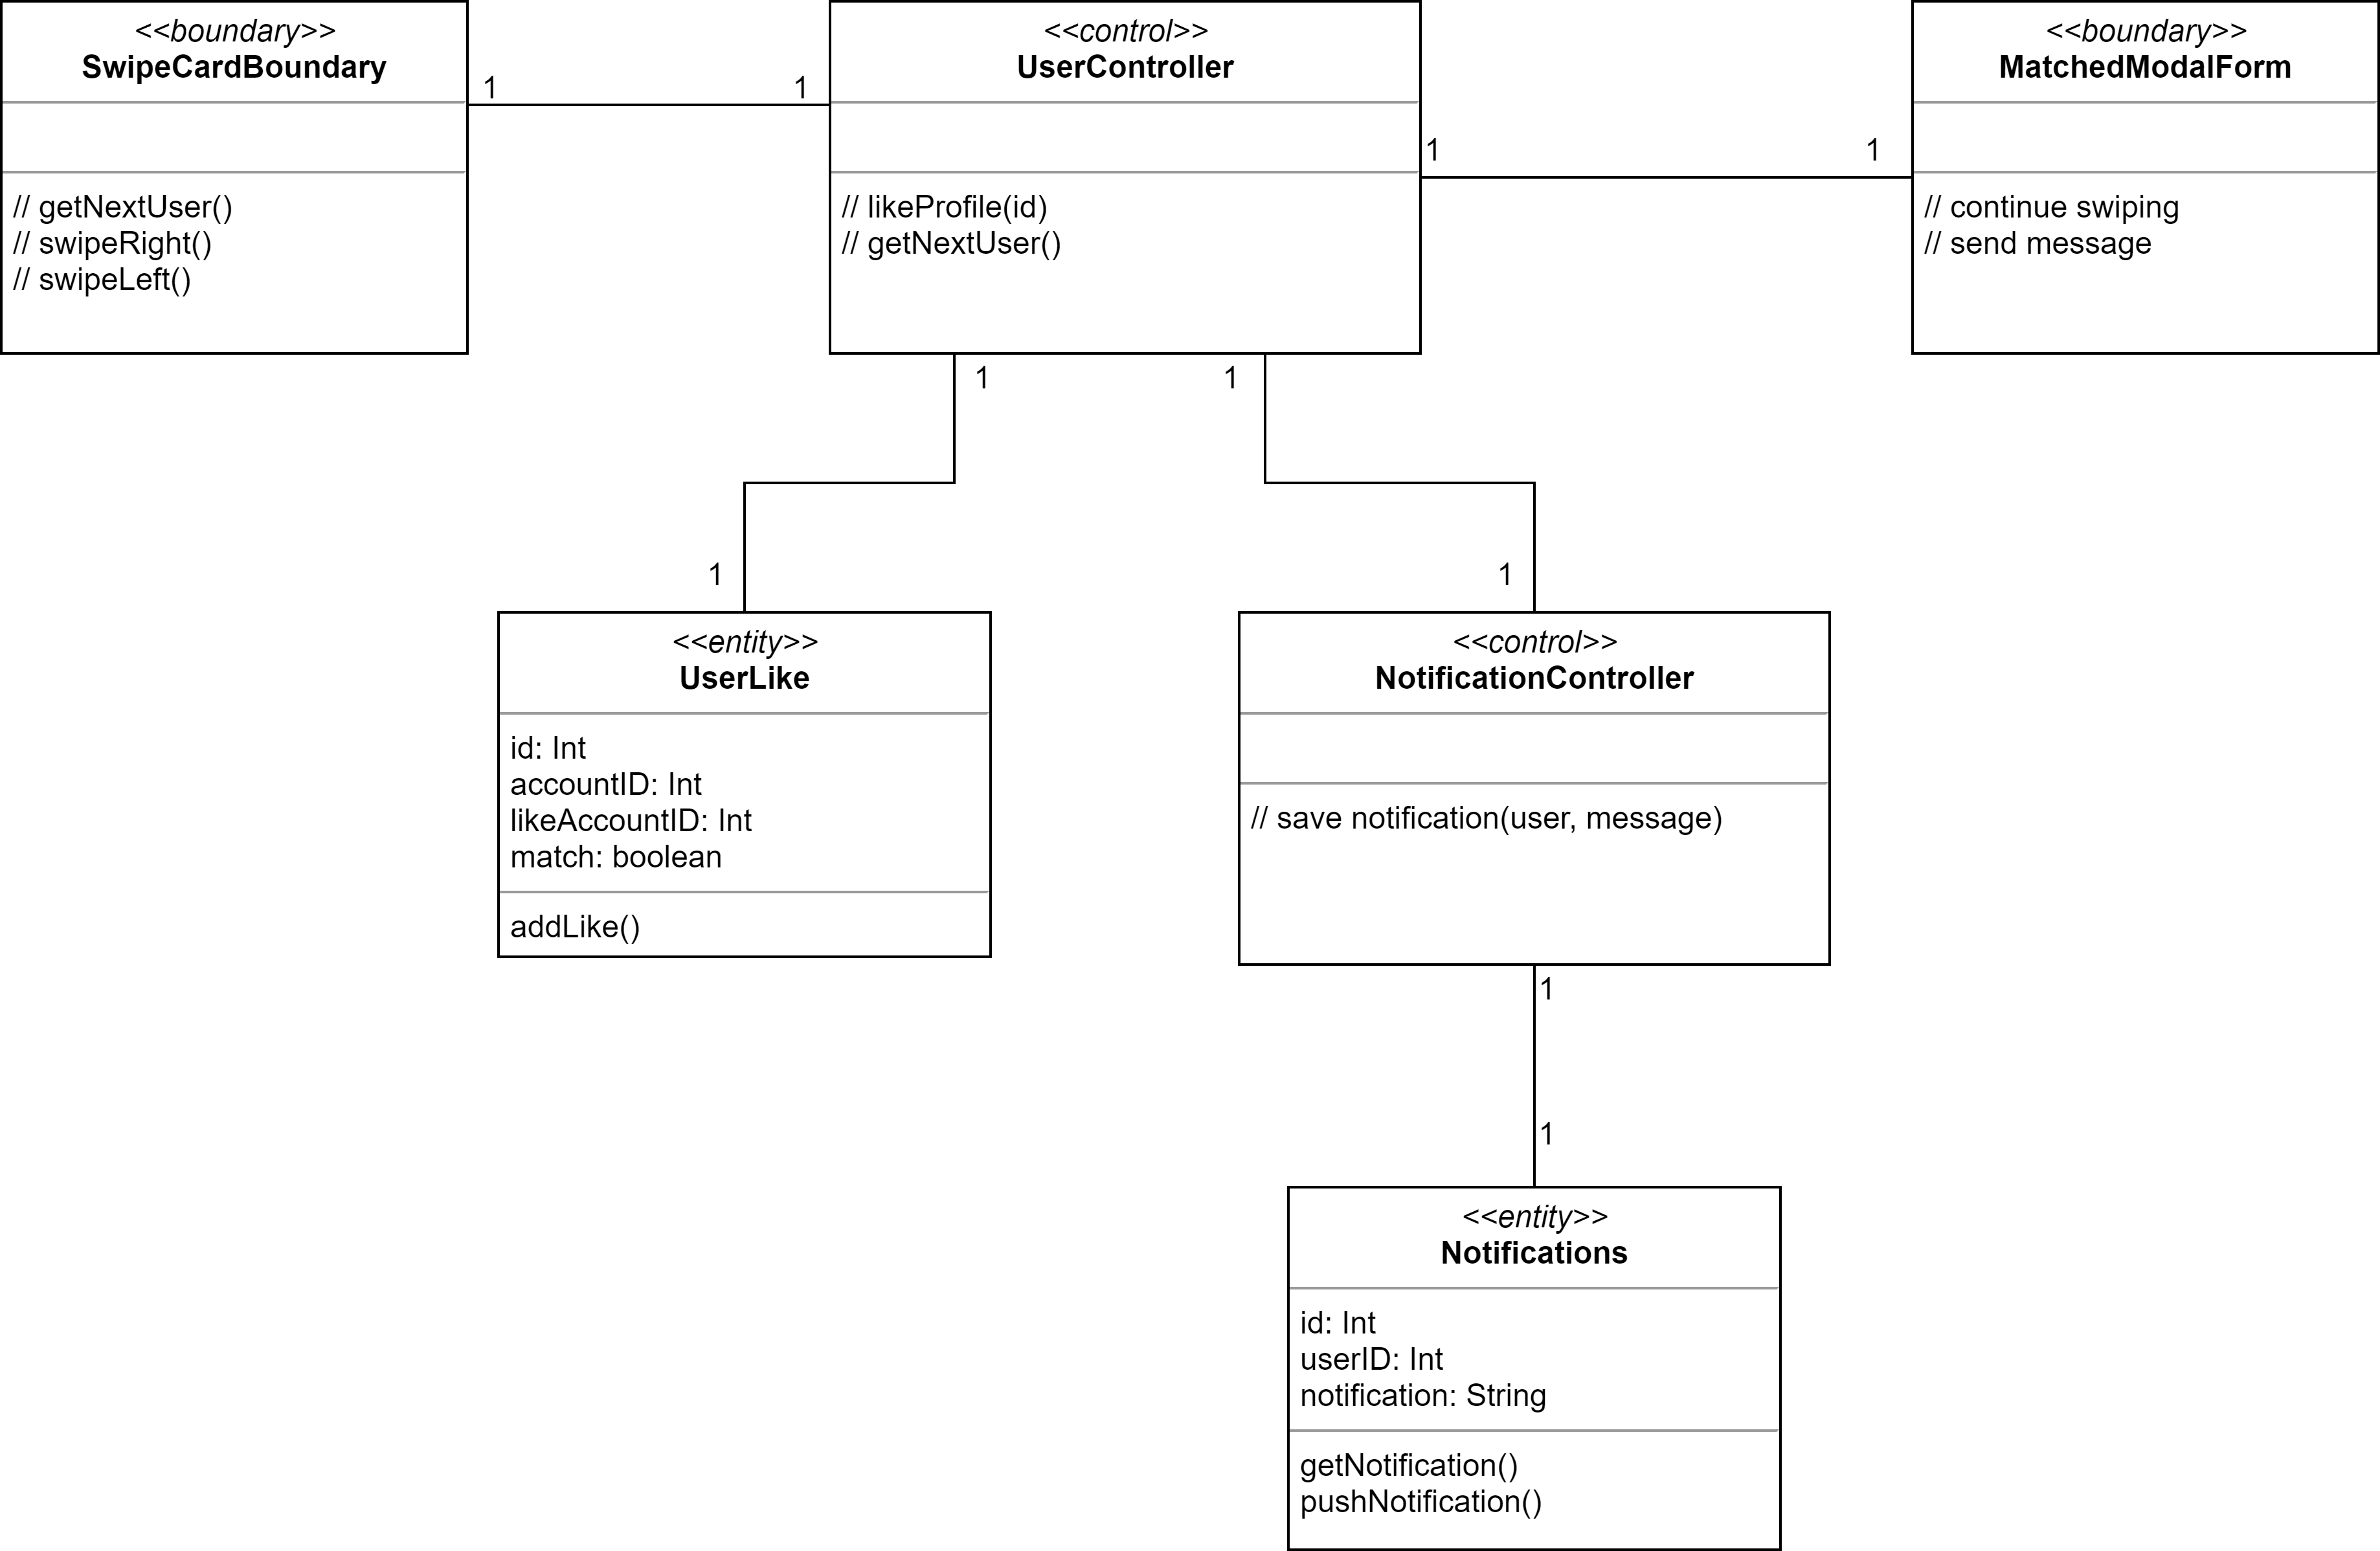 <<boundary>>
SwipeCardBoundary
// getNextUser()
// swipeRight()
// swipeLeft()
1
1
<<control>>
UserController
// likeProfile(id)
// getNextUser()
1
1
<<boundary>>
MatchedModalForm
// continue swiping
// send message
1
1
1
1
<<entity>>
UserLike
id: Int
accountID: Int
likeAccountID: Int
match: boolean
addLike()
<<control>>
NotificationController
// save notification(user, message)
1
1
<<entity>>
Notifications
id: Int
userID: Int
notification: String
getNotification()
pushNotification()